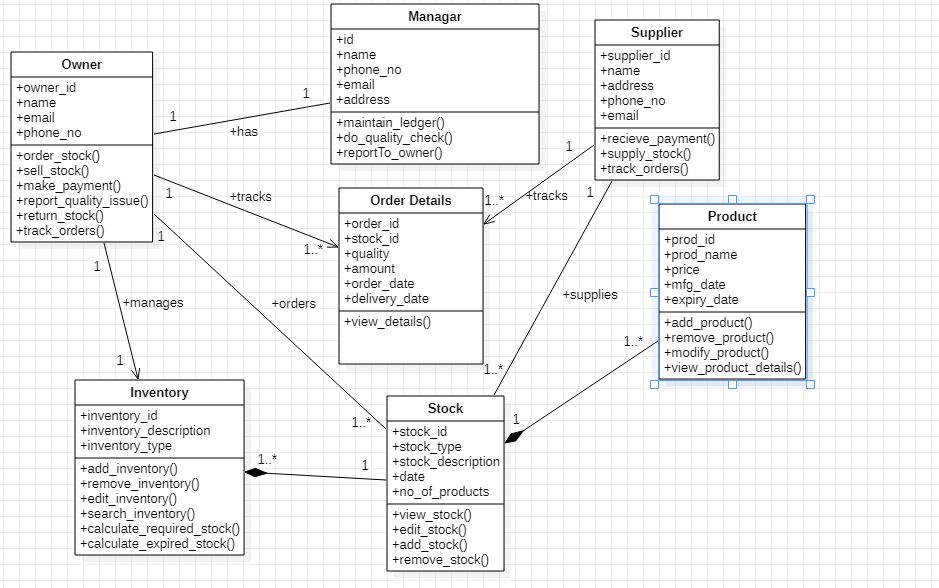 Managar
+id
+name
+phone_no
+email
+address
+maintain_ledger()
+do_quality_check()
+reportTo_owner()
Supplier
+supplier_id
+name
+address
+phone_no
+email
+recieve_payment()
+supply_stock()
+track_orders()
Owner
+owner_id
+name
+email
+phone_no
+order_stock()
+sell_stock()
+make_payment()
+report_quality_issue()
+return_stock()
+track_orders()
1
+has
1
1
+tracks
1..*
1
+tracks
1..*
Order Details
+order_id
+stock_id
+quality
+amount
+order_date
+delivery_date
+view_details()
Product
+prod_id
+prod_name
+price
+mfg_date
+expiry_date
+add_product()
+remove_product()
+modify_product()
+view_product_details()
1
+manages
1
1
+orders
1..*
1
+supplies
1..*
1..*
1
Inventory
+inventory_id
+inventory_description
+inventory_type
+add_inventory()
+remove_inventory()
+edit_inventory()
+search_inventory()
+calculate_required_stock()
+calculate_expired_stock()
1..*
1
Stock
+stock_id
+stock_type
+stock_description
+date
+no_of_products
+view_stock()
+edit_stock()
+add_stock()
+remove_stock()